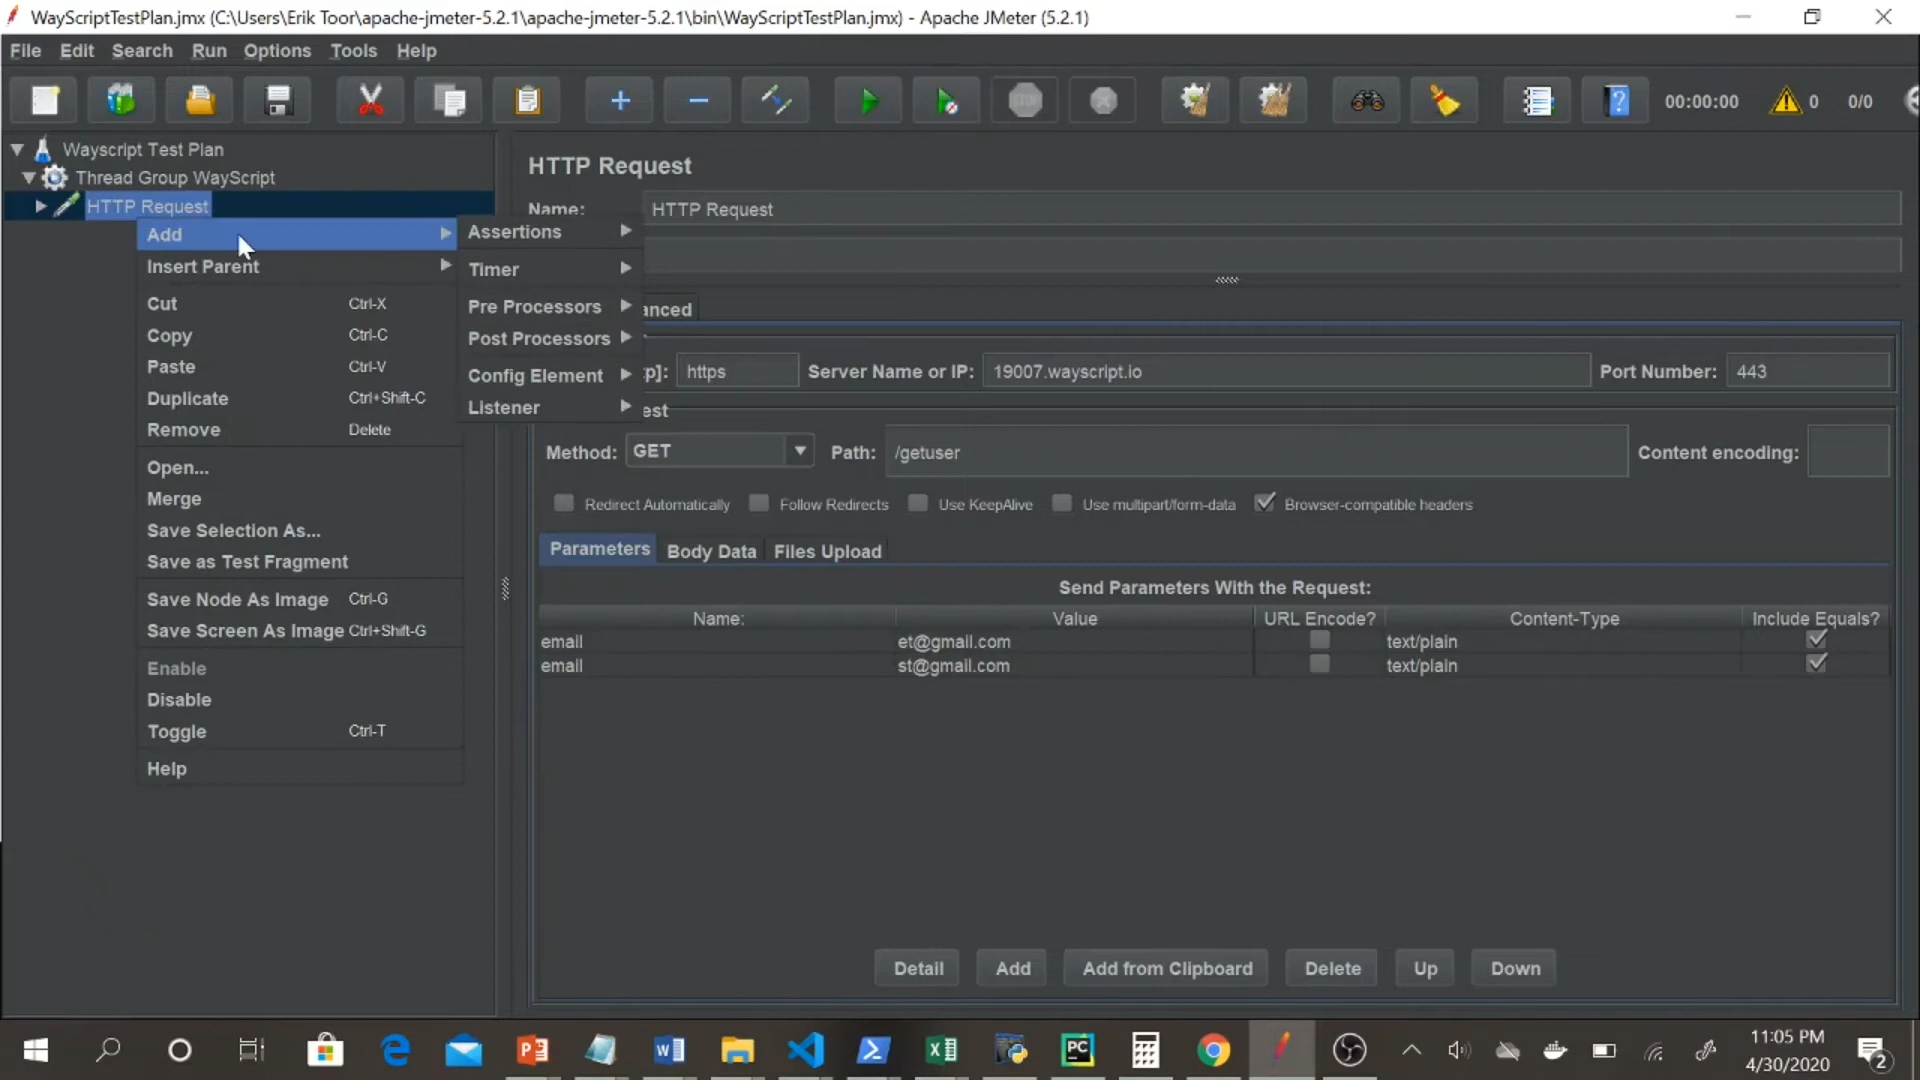 WayScriptTestPlan.jmx (C:\Users\Erik Toor\apache-jmeter-5.2.1\apache-jmeter-5.2.1\bin\WayScriptTestPlan.jmx) - Apache JMeter (5.2.1)
File Edit Search Run Options Tools Help
STOP
00:00:00 0 0/0
Wayscript Test Plan
Thread Group WayScript
HTTP Request
Add
Insert Parent
Cut Ctrl-X
Copy Ctrl-C
Paste Ctrl-V
Duplicate Ctrl+Shift-C
Remove Delete
Open...
Merge
Save Selection As...
Save as Test Fragment
Save Node As Image Ctrl-G
Save Screen As Image Ctrl+Shift-G
Enable
Disable
Toggle Ctrl-T
Help
Assertions
Timer
Pre Processors
Post Processors
Config Element
Listener
HTTP Request
Name: HTTP Request
anced
p]: https Server Name or IP: 19007.wayscript.io Port Number: 443
est
Method: GET Path: /getuser Content encoding:
Redirect Automatically Follow Redirects Use KeepAlive Use multipart/form-data Browser-compatible headers
Parameters Body Data Files Upload
Send Parameters With the Request:
Name: Value URL Encode? Content-Type Include Equals?
email et@gmail.com text/plain
email st@gmail.com text/plain
Detail Add Add from Clipboard Delete Up Down
11:05 PM
4/30/2020
2